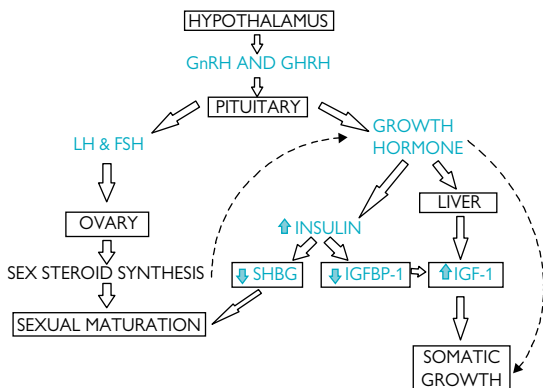 HYPOTHALAMUS
GnRH AND GHRH
PITUITARY
LH & FSH
GROWTH
HORMONE
OVARY
LIVER
INSULIN
SEX STEROID SYNTHESIS
SHBG
IGFBP-1
IGF-1
SEXUAL MATURATION
SOMATIC
GROWTH